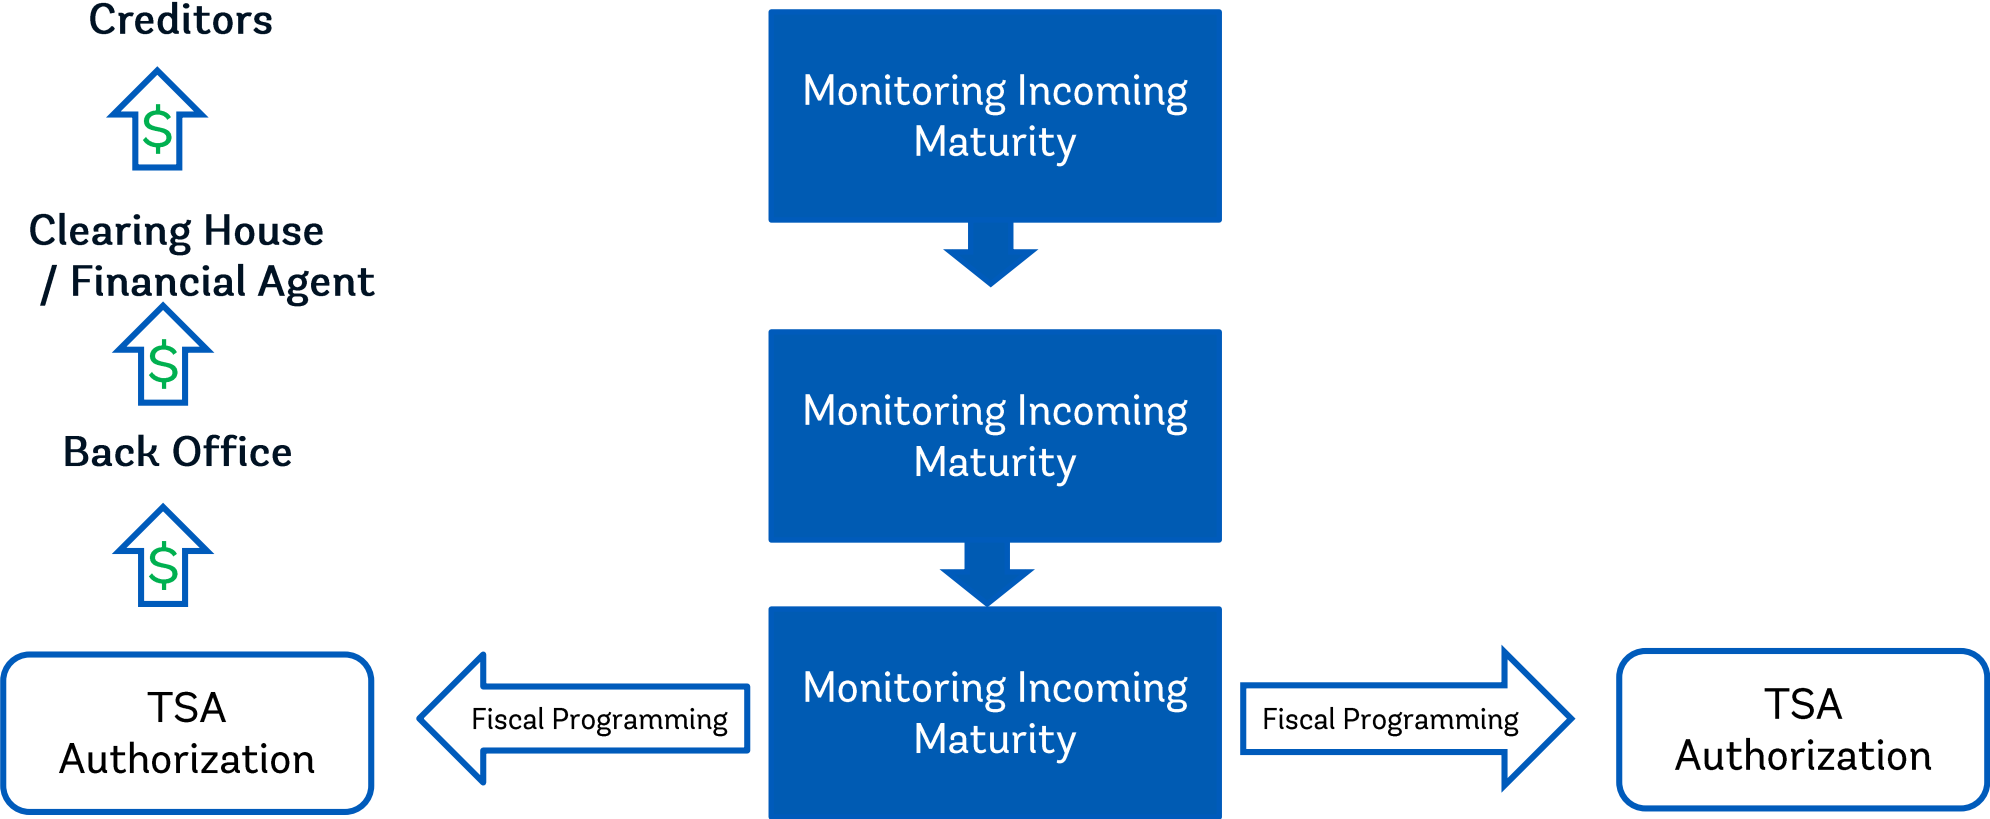 Creditors
$
Clearing House
/ Financial Agent
$
Back Office
$
TSA
Authorization
Monitoring Incoming
Maturity
Monitoring Incoming
Maturity
Monitoring Incoming
Maturity
Fiscal Programming
Fiscal Programming
TSA
Authorization